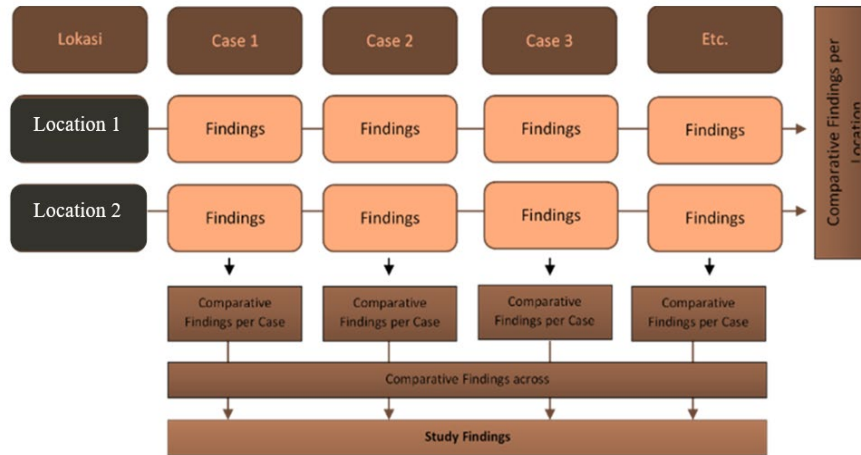 Lokasi
Case 1
Case 2
Case 3
Etc.
Location 1
Findings
Findings
Findings
Findings
Location 2
Findings
Findings
Findings
Findings
Comparative Findings per
Location
Comparative
Findings per Case
Comparative
Findings per Case
Comparative
Findings per Case
Comparative
Findings per Case
Comparative Findings across
Study Findings